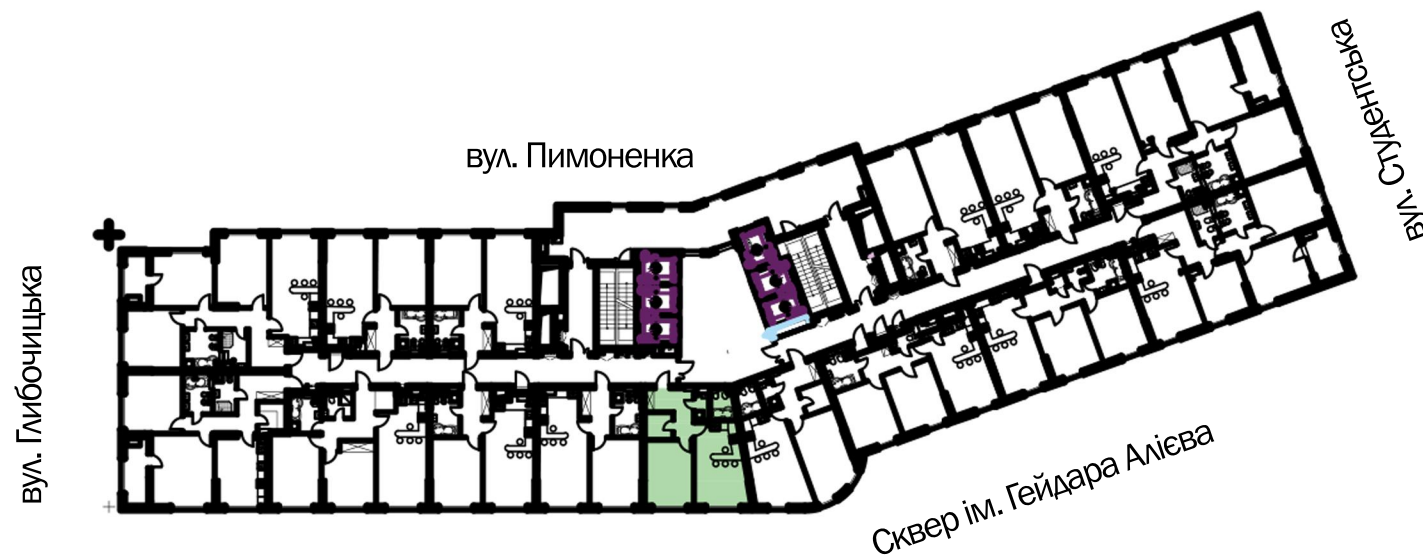 вул. Пимоненка
вул. Студентська
вул. Глибочицька
Сквер ім. Гейдара Алієва